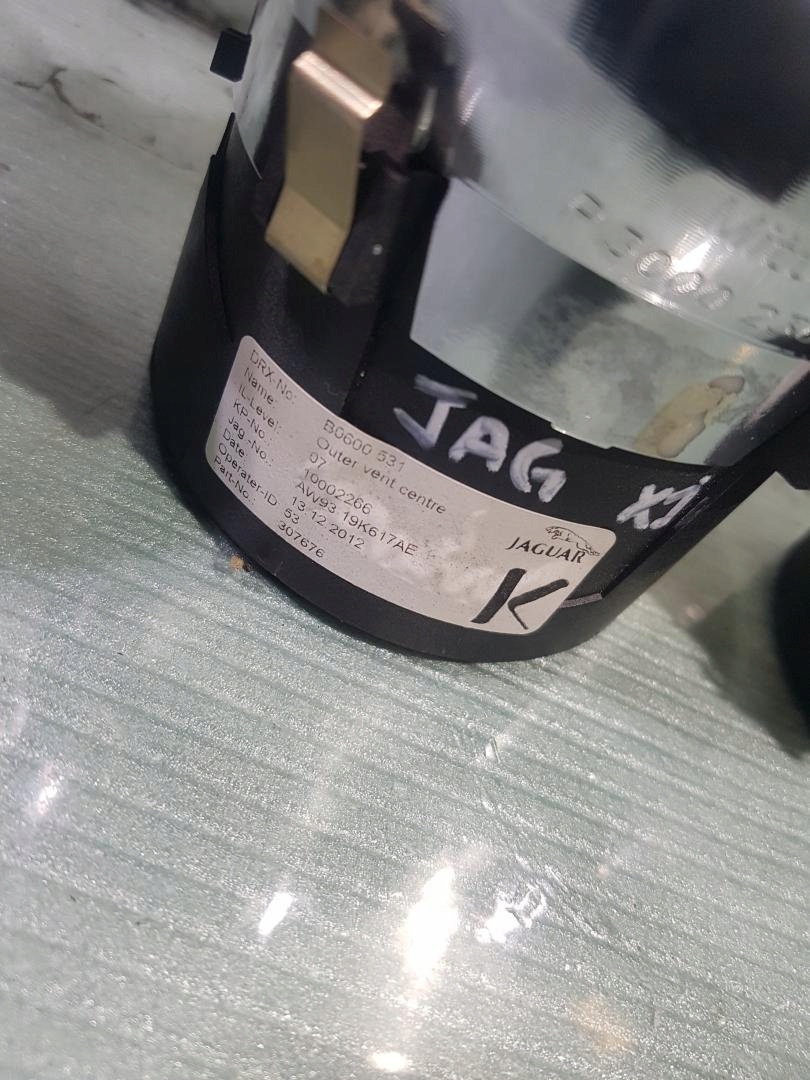 DRX-No: B0600 531
Name: Outer vent centre
IL-Level: 07
KP-No.: 10002266
Jag.-No.: AW93 19K617AE
Date: 13.12.2012
Operater-ID 53
Part-No.: 307676
JAGUAR
K
JAG XJ